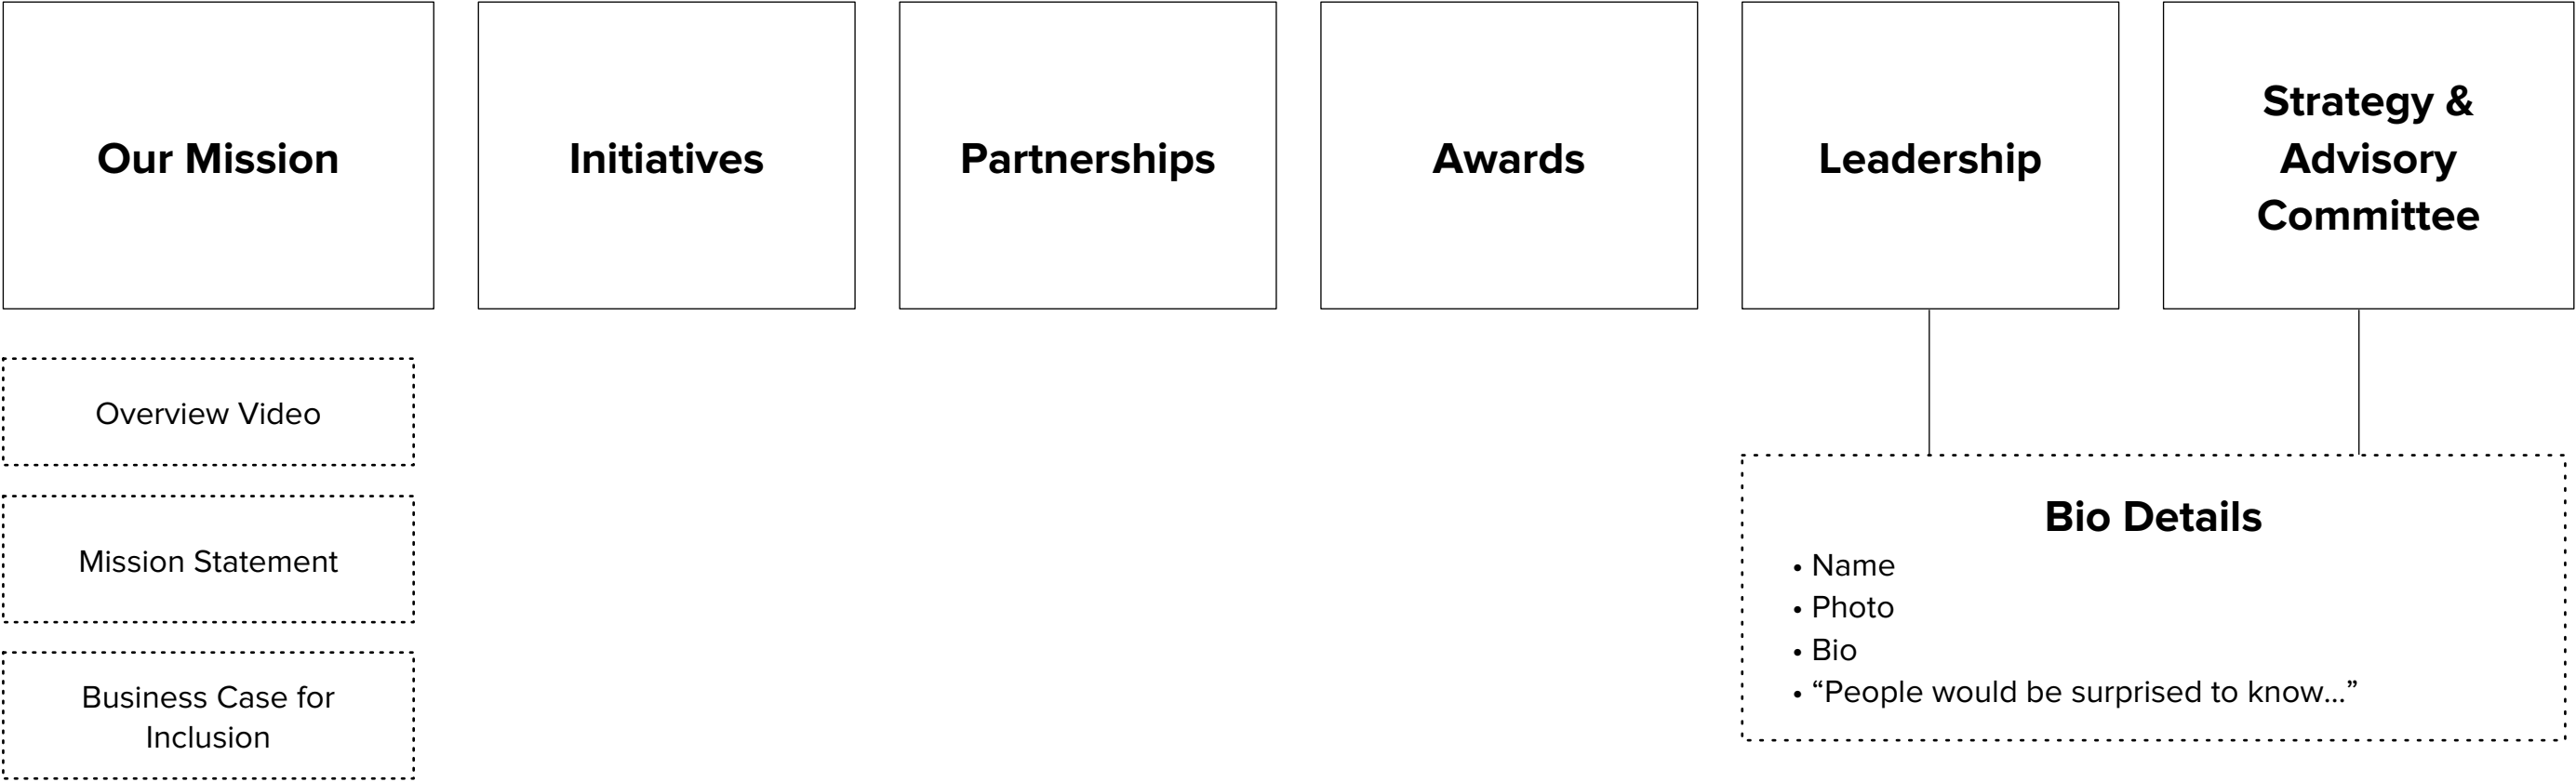 Our Mission
Initiatives
Partnerships
Awards
Leadership
Strategy &
Advisory
Committee
Overview Video
Mission Statement
Business Case for
Inclusion
Bio Details
• Name
• Photo
• Bio
• “People would be surprised to know...”